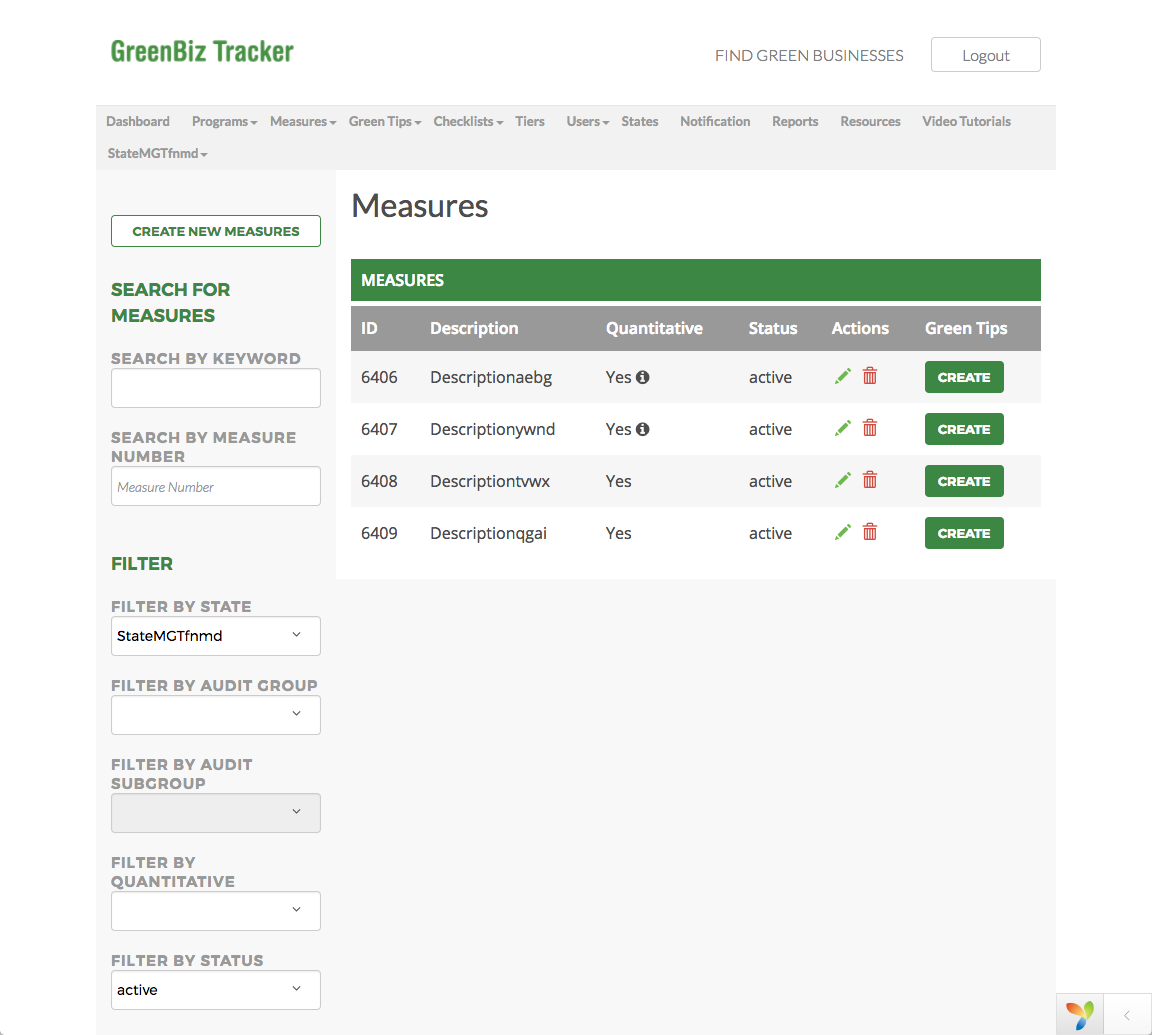 GreenBiz Tracker
FIND GREEN BUSINESSES Logout
Dashboard Programs Measures Green Tips Checklists Tiers Users States Notification Reports Resources Video Tutorials
StateMGTfnmd
CREATE NEW MEASURES
SEARCH FOR
MEASURES
SEARCH BY KEYWORD
SEARCH BY MEASURE
NUMBER
Measure Number
FILTER
FILTER BY STATE
StateMGTfnmd
FILTER BY AUDIT GROUP
FILTER BY AUDIT
SUBGROUP
FILTER BY
QUANTITATIVE
FILTER BY STATUS
active
Measures
MEASURES
ID Description Quantitative Status Actions Green Tips
6406 Descriptionaebg Yes active CREATE
6407 Descriptionywnd Yes active CREATE
6408 Descriptiontvwx Yes active CREATE
6409 Descriptionqgai Yes active CREATE